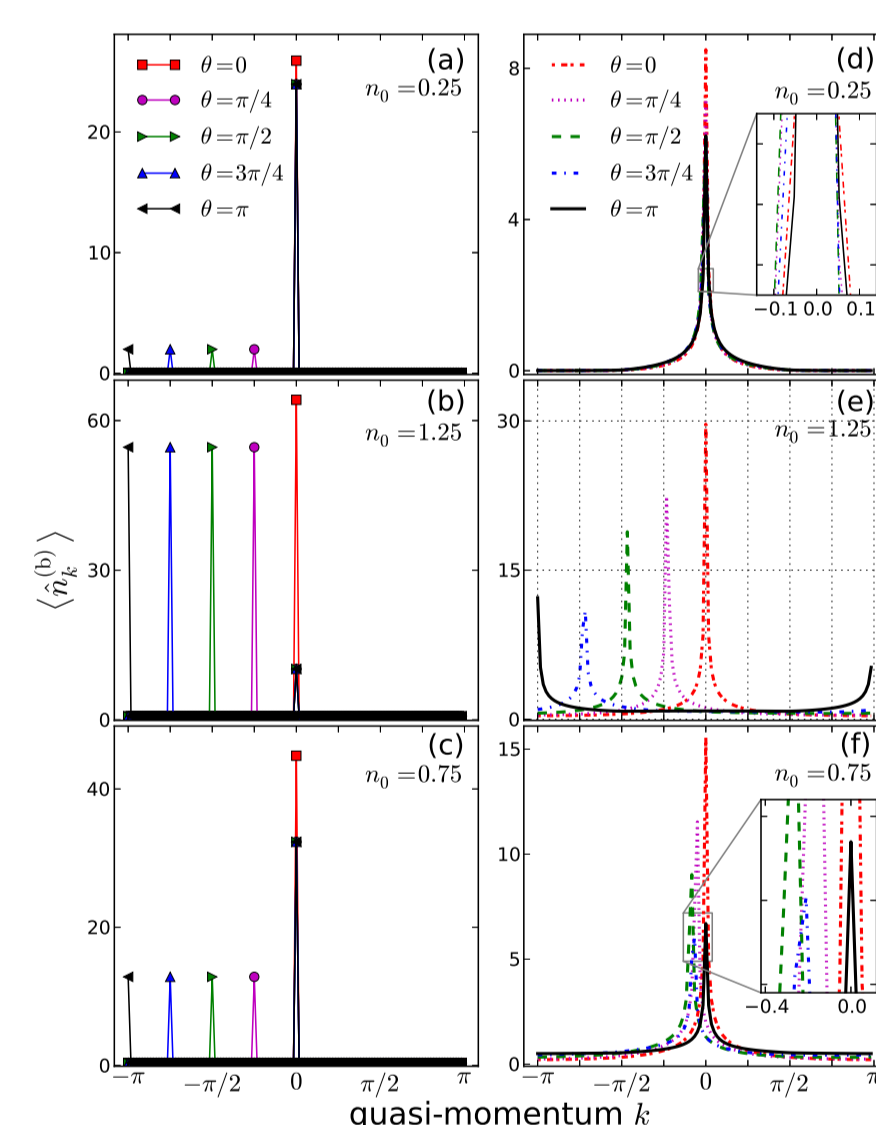 (a)
θ=0
n₀=0.25
θ=π/4
θ=π/2
θ=3π/4
θ=π
20
10
0
(d)
θ=0
n₀=0.25
θ=π/4
θ=π/2
θ=3π/4
θ=π
8
4
0
−0.1 0.0 0.1
(b)
n₀=1.25
60
30
0
(e)
n₀=1.25
30
15
0
⟨n̂ₖ⁽ᵇ⁾⟩
(c)
n₀=0.75
40
20
0
−π −π/2 0 π/2 π
(f)
n₀=0.75
15
10
5
0
−0.4 0.0
−π −π/2 0 π/2 π
quasi-momentum k